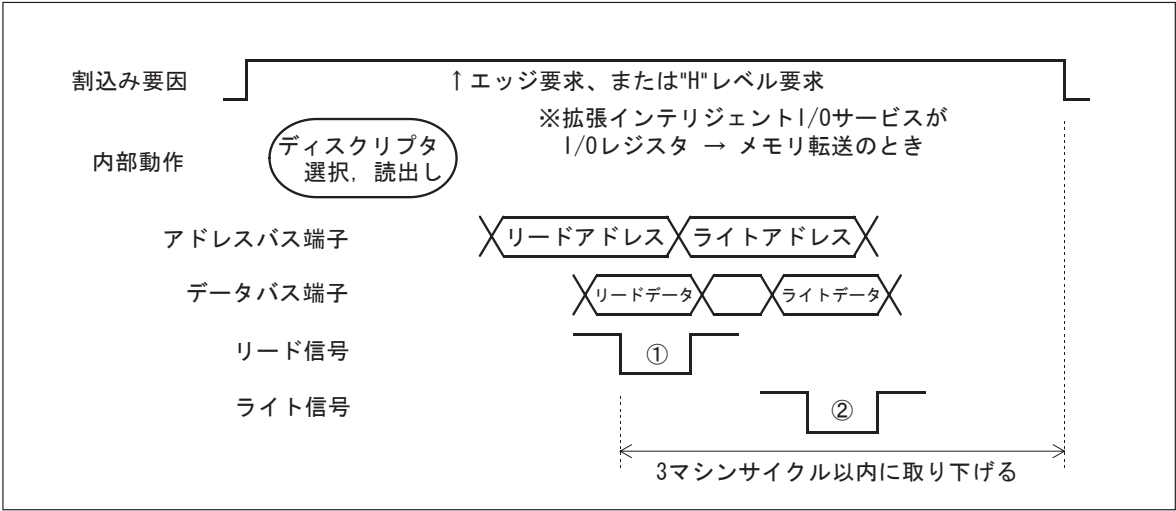 割込み要因
↑エッジ要求、または"H"レベル要求
※拡張インテリジェントI/Oサービスが
I/Oレジスタ → メモリ転送のとき
内部動作
ディスクリプタ
選択, 読出し
アドレスバス端子
リードアドレス
ライトアドレス
データバス端子
リードデータ
ライトデータ
リード信号
①
ライト信号
②
3マシンサイクル以内に取り下げる